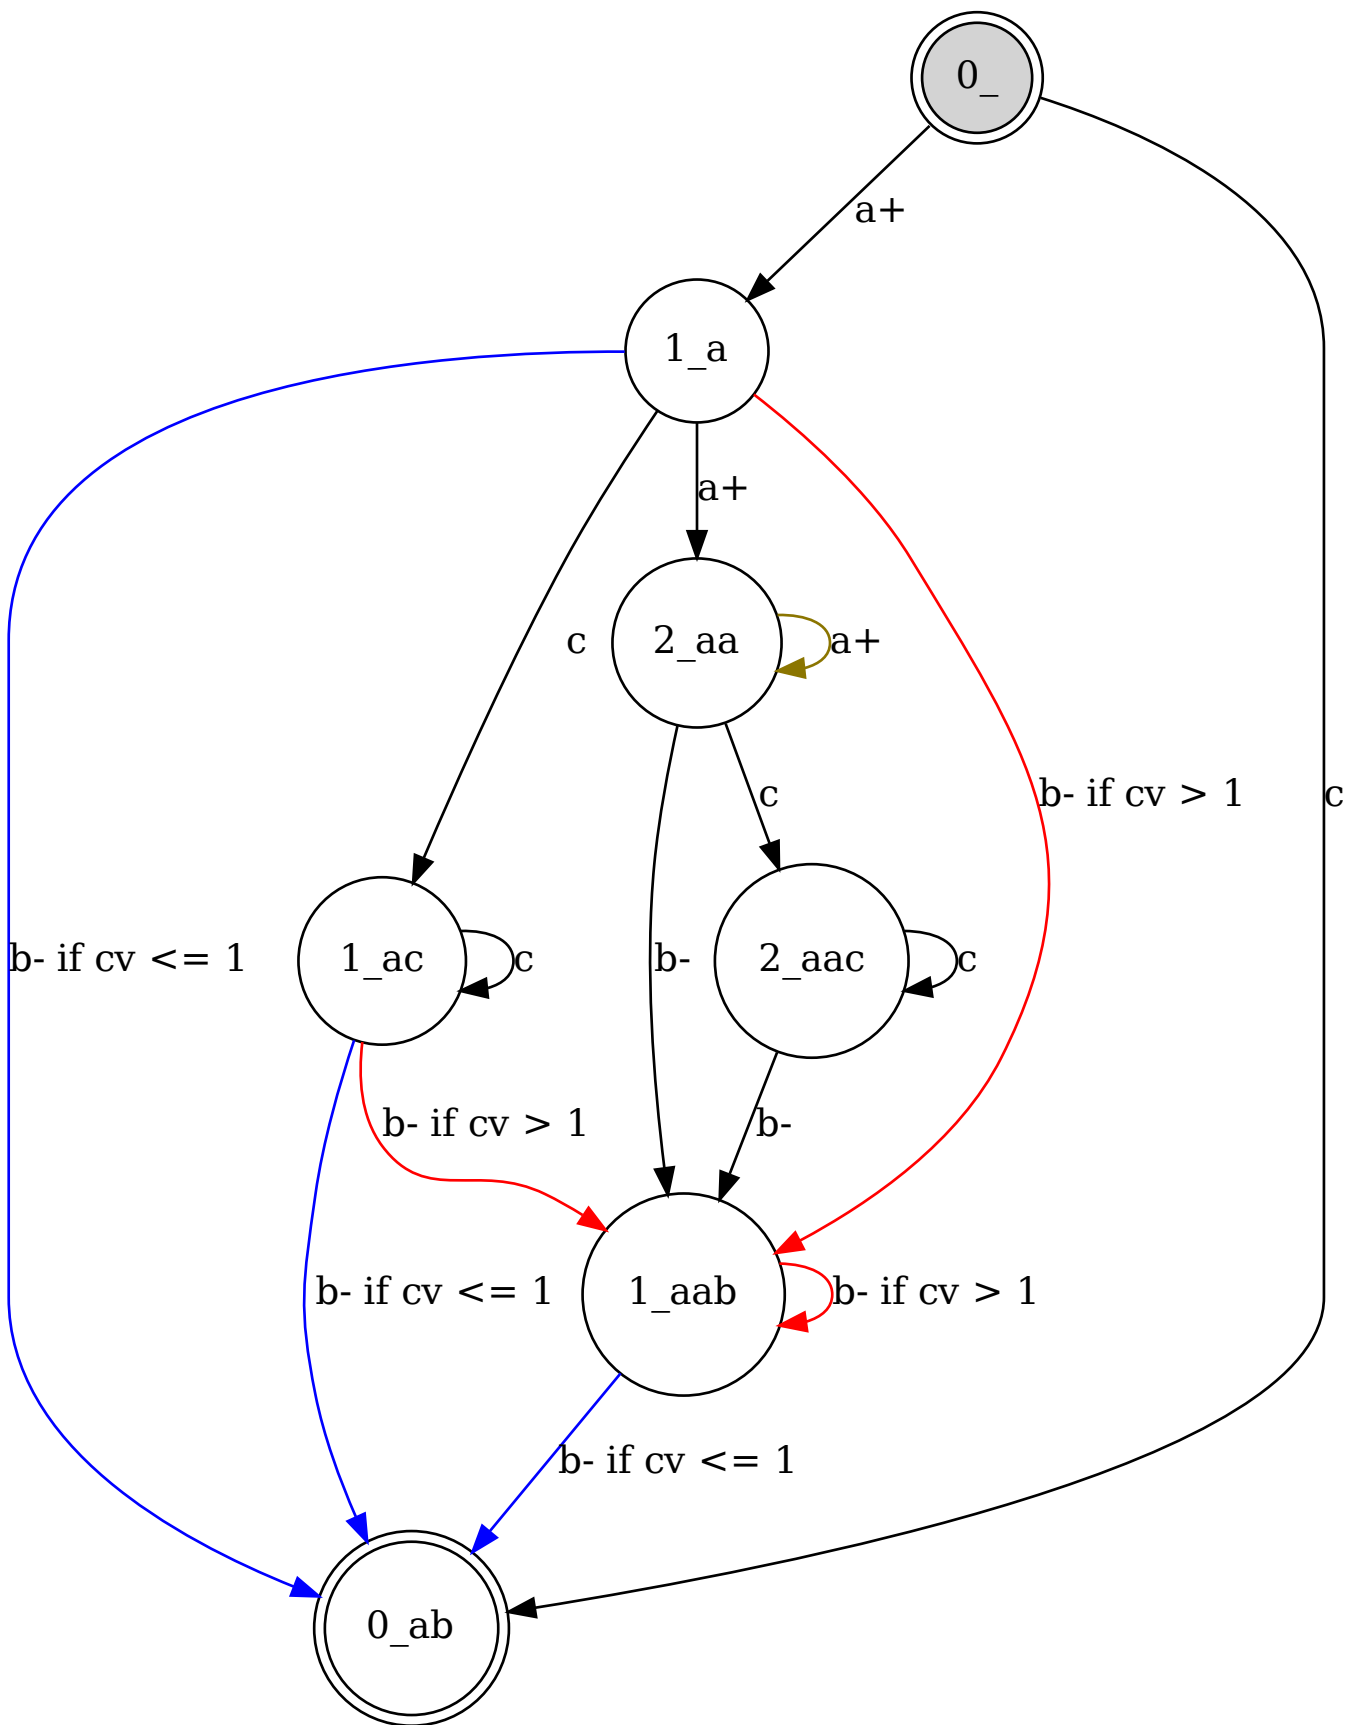 0_
a+
1_a
a+
c
2_aa
a+
c
b- if cv > 1
c
b- if cv <= 1
1_ac
c
b-
2_aac
c
b- if cv > 1
b-
b- if cv <= 1
1_aab
b- if cv > 1
b- if cv <= 1
0_ab